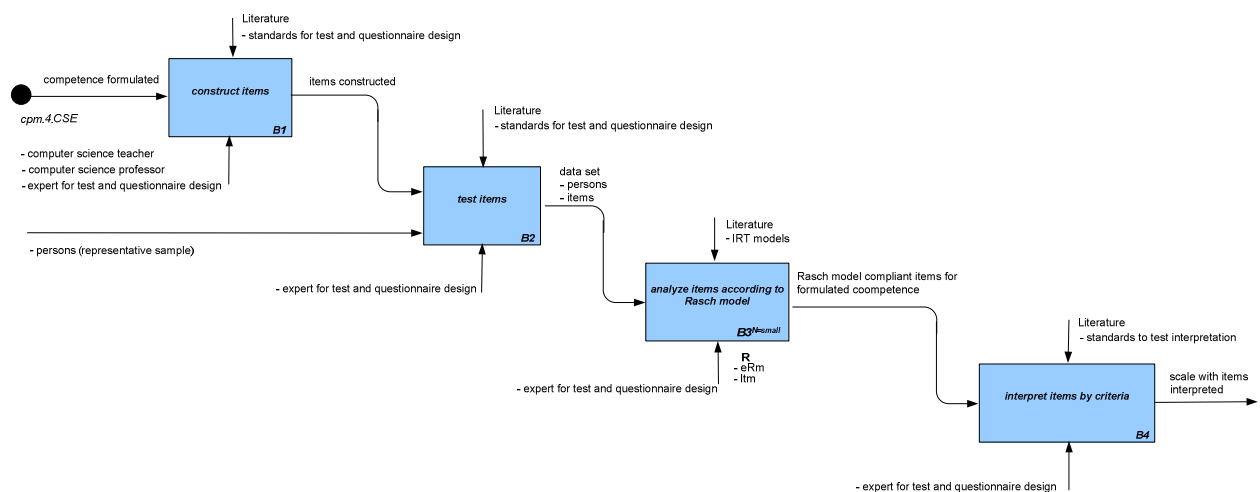 Literature
- standards for test and questionnaire design
competence formulated
construct items
B1
items constructed
cpm.4.CSE
- computer science teacher
- computer science professor
- expert for test and questionnaire design
Literature
- standards for test and questionnaire design
test items
B2
- persons (representative sample)
- expert for test and questionnaire design
data set
- persons
- items
Literature
- IRT models
analyze items according to
Rasch model
B3N=small
R
- eRm
- ltm
- expert for test and questionnaire design
Rasch model compliant items for
formulated coompetence
Literature
- standards to test interpretation
interpret items by criteria
B4
scale with items
interpreted
- expert for test and questionnaire design